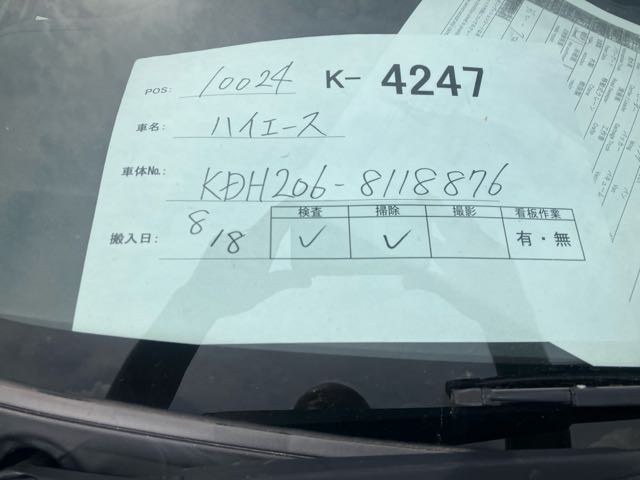 POS: 10024 K-4247
車名: ハイエース
車体No.: KDH206-8118876
検査 掃除 撮影 看板作業
搬入日: 8/18 ✓ ✓ 有・無